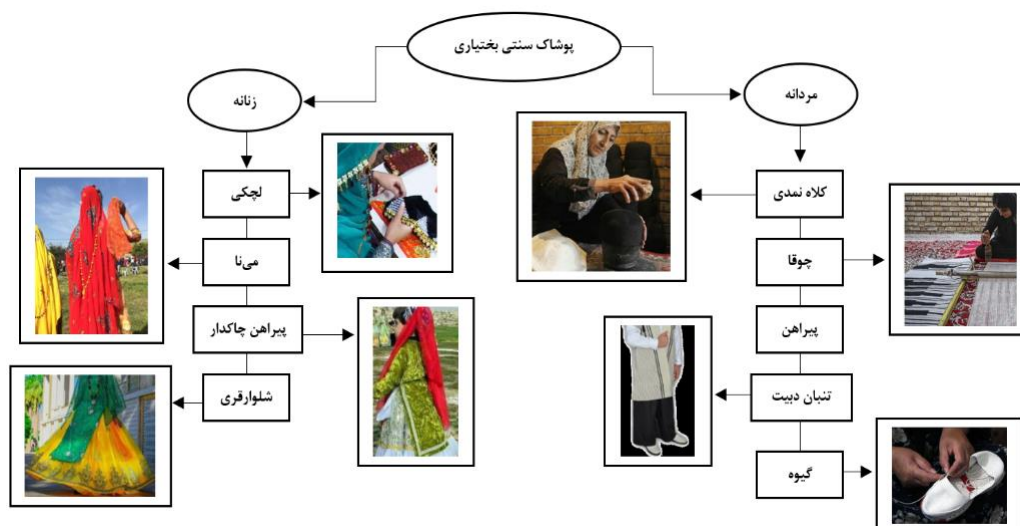 پوشاک سنتی بختیاری
مردانه
زنانه
کلاه نمدی
چوقا
پیراهن
تنبان دبیت
گیوه
لچکی
می‌نا
پیراهن چاکدار
شلوارقری